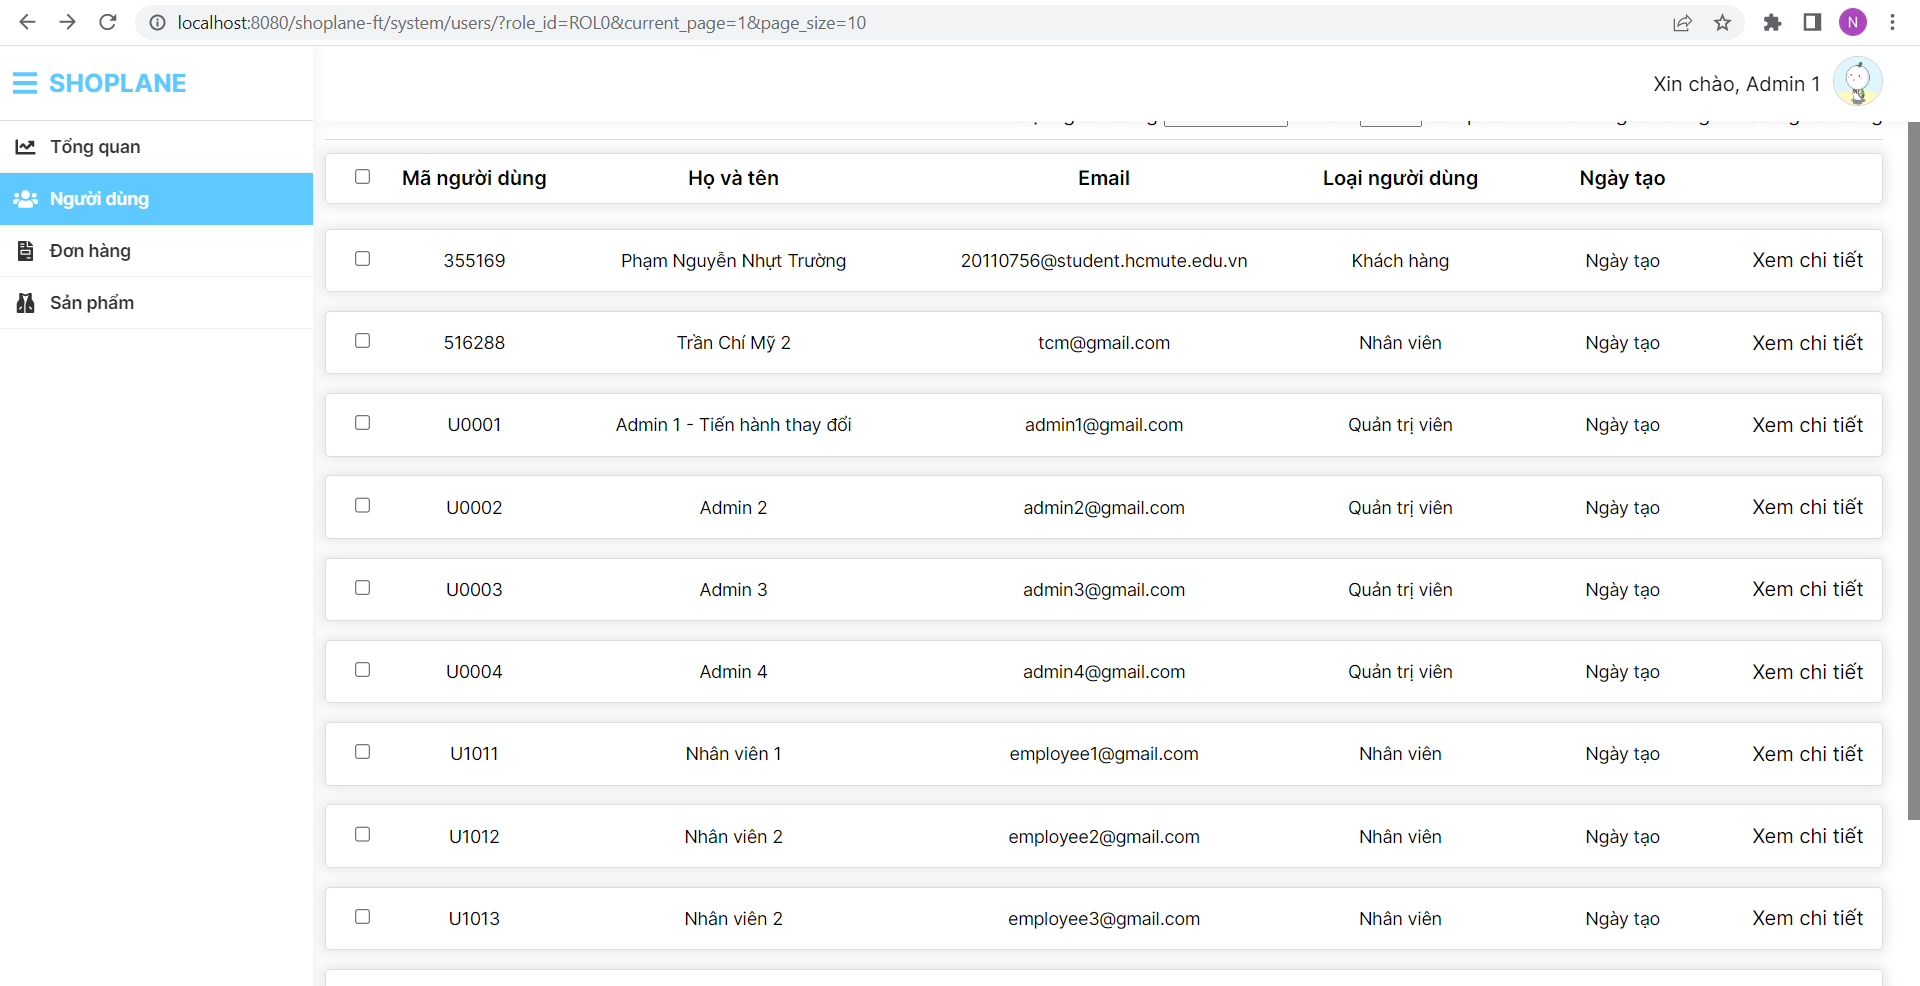 localhost:8080/shoplane-ft/system/users/?role_id=ROL0&current_page=1&page_size=10
N
SHOPLANE
Xin chào, Admin 1
Tổng quan
Người dùng
Đơn hàng
Sản phẩm
Mã người dùng Họ và tên Email Loại người dùng Ngày tạo
355169 Phạm Nguyễn Nhựt Trường 20110756@student.hcmute.edu.vn Khách hàng Ngày tạo Xem chi tiết
516288 Trần Chí Mỹ 2 tcm@gmail.com Nhân viên Ngày tạo Xem chi tiết
U0001 Admin 1 - Tiến hành thay đổi admin1@gmail.com Quản trị viên Ngày tạo Xem chi tiết
U0002 Admin 2 admin2@gmail.com Quản trị viên Ngày tạo Xem chi tiết
U0003 Admin 3 admin3@gmail.com Quản trị viên Ngày tạo Xem chi tiết
U0004 Admin 4 admin4@gmail.com Quản trị viên Ngày tạo Xem chi tiết
U1011 Nhân viên 1 employee1@gmail.com Nhân viên Ngày tạo Xem chi tiết
U1012 Nhân viên 2 employee2@gmail.com Nhân viên Ngày tạo Xem chi tiết
U1013 Nhân viên 2 employee3@gmail.com Nhân viên Ngày tạo Xem chi tiết